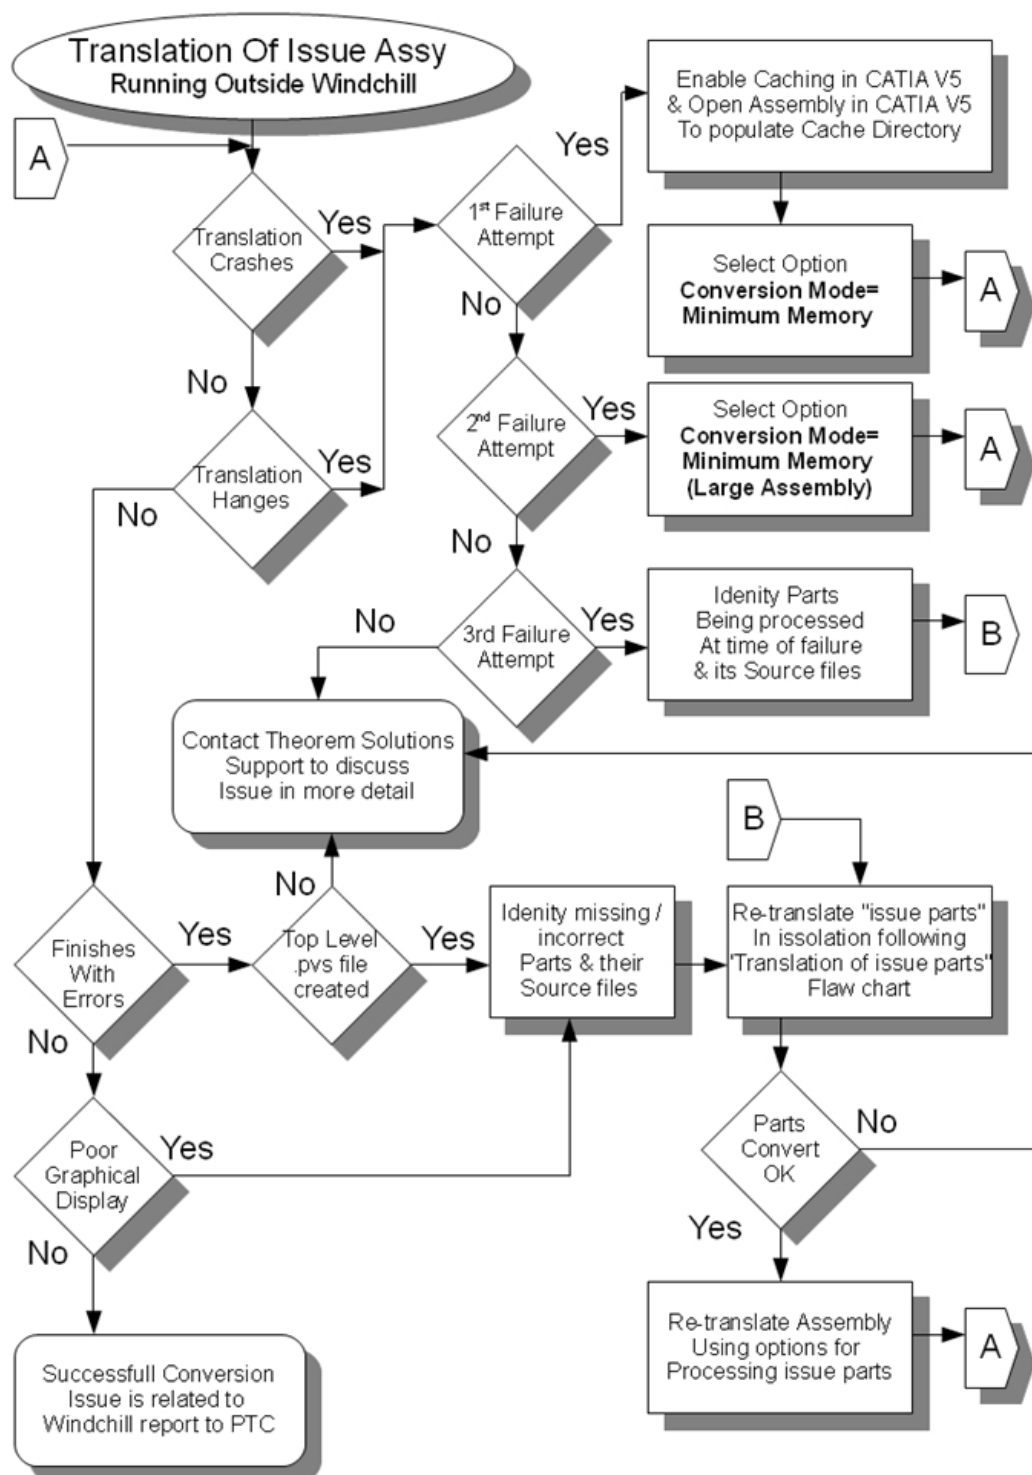 Translation Of Issue Assy
Running Outside Windchill
A
Translation
Crashes
Yes
No
Translation
Hanges
Yes
No
1st Failure
Attempt
Yes
No
Enable Caching in CATIA V5
& Open Assembly in CATIA V5
To populate Cache Directory
Select Option
Conversion Mode=
Minimum Memory
A
2nd Failure
Attempt
Yes
No
Select Option
Conversion Mode=
Minimum Memory
(Large Assembly)
A
3rd Failure
Attempt
Yes
No
Idenity Parts
Being processed
At time of failure
& its Source files
B
Contact Theorem Solutions
Support to discuss
Issue in more detail
Finishes
With
Errors
Yes
No
Top Level
.pvs file
created
No
Yes
Idenity missing /
incorrect
Parts & their
Source files
B
Re-translate "issue parts"
In issolation following
"Translation of issue parts"
Flaw chart
Poor
Graphical
Display
Yes
No
Parts
Convert
OK
No
Yes
Successfull Conversion
Issue is related to
Windchill report to PTC
Re-translate Assembly
Using options for
Processing issue parts
A